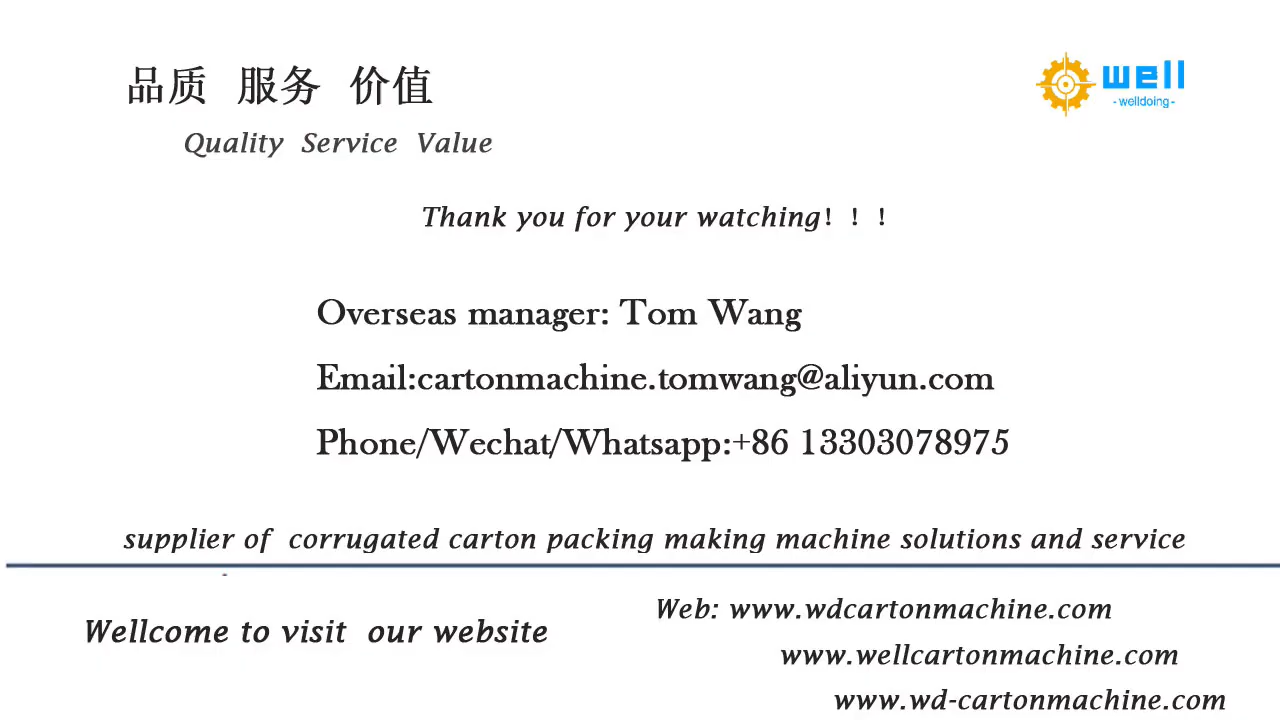 品质 服务 价值
well
-welldoing-
Quality Service Value
Thank you for your watching！！！
Overseas manager: Tom Wang
Email:cartonmachine.tomwang@aliyun.com
Phone/Wechat/Whatsapp:+86 13303078975
supplier of corrugated carton packing making machine solutions and service
Wellcome to visit our website
Web: www.wdcartonmachine.com
www.wellcartonmachine.com
www.wd-cartonmachine.com